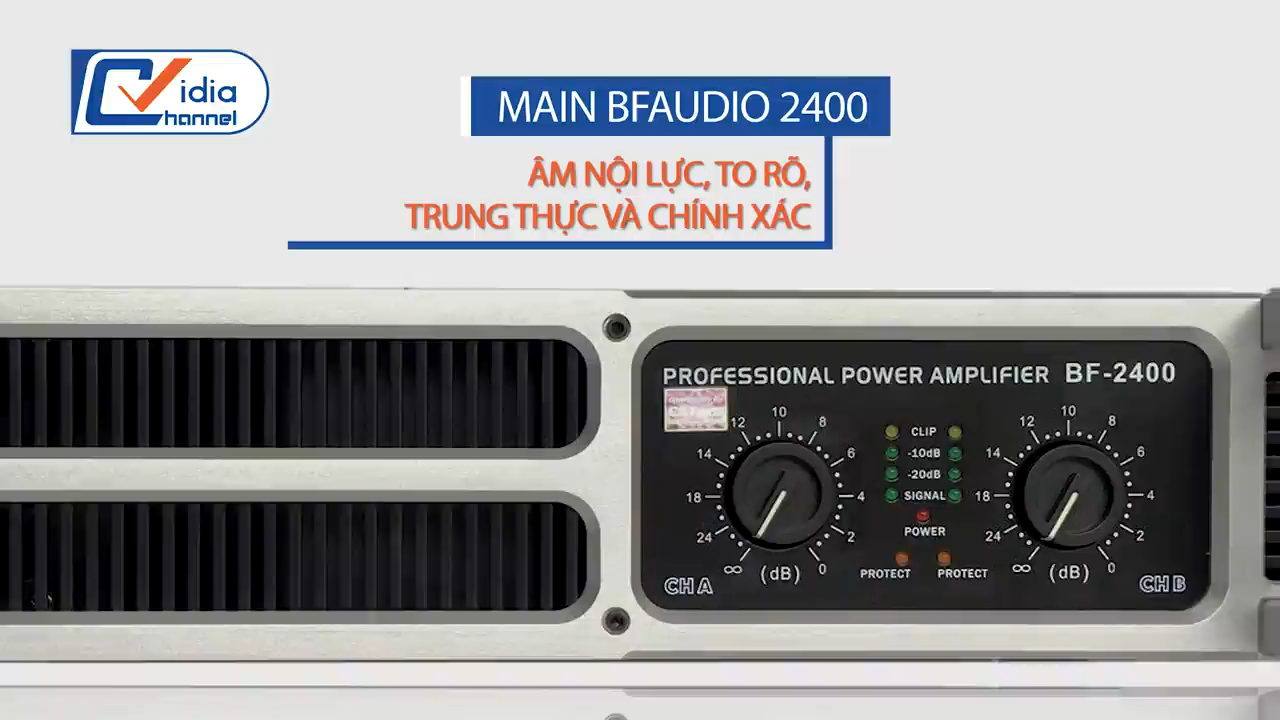 Vidia
Channel
MAIN BFAUDIO 2400
ÂM NỘI LỰC, TO RÕ,
TRUNG THỰC VÀ CHÍNH XÁC
PROFESSIONAL POWER AMPLIFIER BF-2400
10
12 8
14 6
18 4
24 2
∞ (dB) 0
CH A
CLIP
-10dB
-20dB
SIGNAL
POWER
PROTECT PROTECT
10
12 8
14 6
18 4
24 2
∞ (dB) 0
CH B